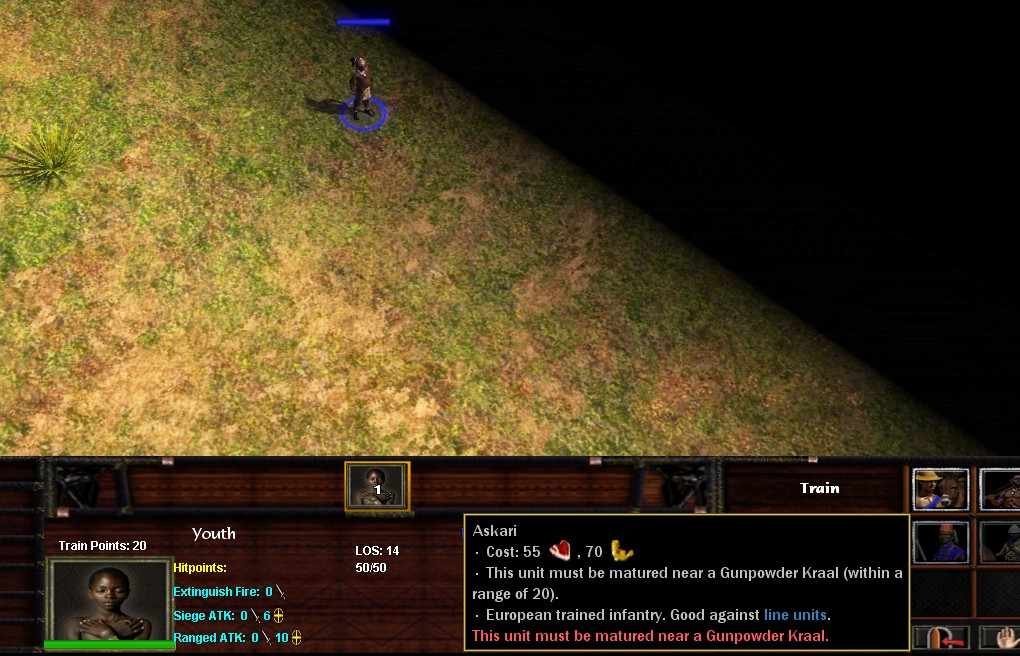 1
Train
Youth
Train Points: 20
LOS: 14
Hitpoints:
50/50
Extinguish Fire: 0
Siege ATK: 0 6
Ranged ATK: 0 10
Askari
· Cost: 55 , 70
· This unit must be matured near a Gunpowder Kraal (within a
range of 20).
· European trained infantry. Good against line units.
This unit must be matured near a Gunpowder Kraal.